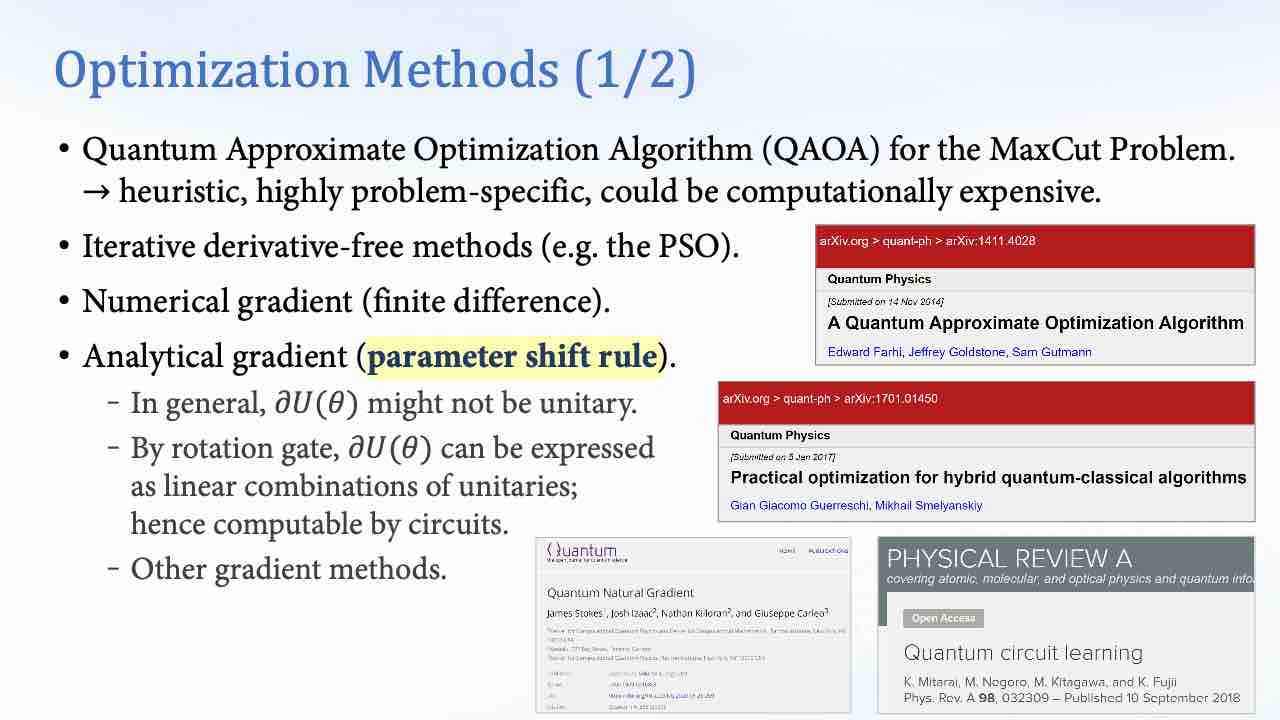 Optimization Methods (1/2)
• Quantum Approximate Optimization Algorithm (QAOA) for the MaxCut Problem.
→ heuristic, highly problem-specific, could be computationally expensive.
• Iterative derivative-free methods (e.g. the PSO).
• Numerical gradient (finite difference).
• Analytical gradient (parameter shift rule).
– In general, ∂U(θ) might not be unitary.
– By rotation gate, ∂U(θ) can be expressed
as linear combinations of unitaries;
hence computable by circuits.
– Other gradient methods.
arXiv.org > quant-ph > arXiv:1411.4028
Quantum Physics
[Submitted on 14 Nov 2014]
A Quantum Approximate Optimization Algorithm
Edward Farhi, Jeffrey Goldstone, Sam Gutmann
arXiv.org > quant-ph > arXiv:1701.01450
Quantum Physics
[Submitted on 5 Jan 2017]
Practical optimization for hybrid quantum-classical algorithms
Gian Giacomo Guerreschi, Mikhail Smelyanskiy
Quantum
HOME PUBLICATIONS
the open journal for quantum science
Quantum Natural Gradient
James Stokes1, Josh Izaac2, Nathan Killoran2, and Giuseppe Carleo3
PHYSICAL REVIEW A
covering atomic, molecular, and optical physics and quantum info
Open Access
Quantum circuit learning
K. Mitarai, M. Negoro, M. Kitagawa, and K. Fujii
Phys. Rev. A 98, 032309 – Published 10 September 2018